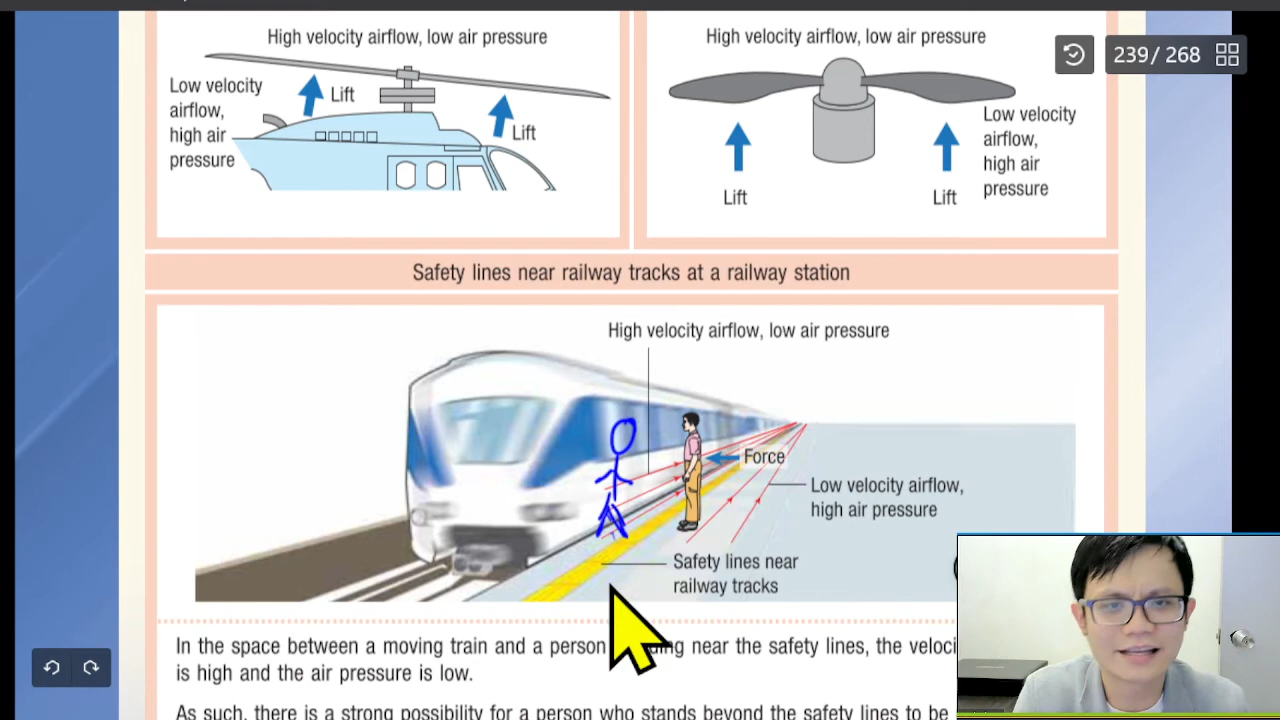 239/ 268
High velocity airflow, low air pressure
Low velocity
airflow,
high air
pressure
Lift
Lift
High velocity airflow, low air pressure
Low velocity
airflow,
high air
pressure
Lift
Lift
Safety lines near railway tracks at a railway station
High velocity airflow, low air pressure
Force
Low velocity airflow,
high air pressure
Safety lines near
railway tracks
In the space between a moving train and a person near the safety lines, the
is high and the air pressure is low.
As such, there is a strong possibility for a person who stands beyond the safety lines to be